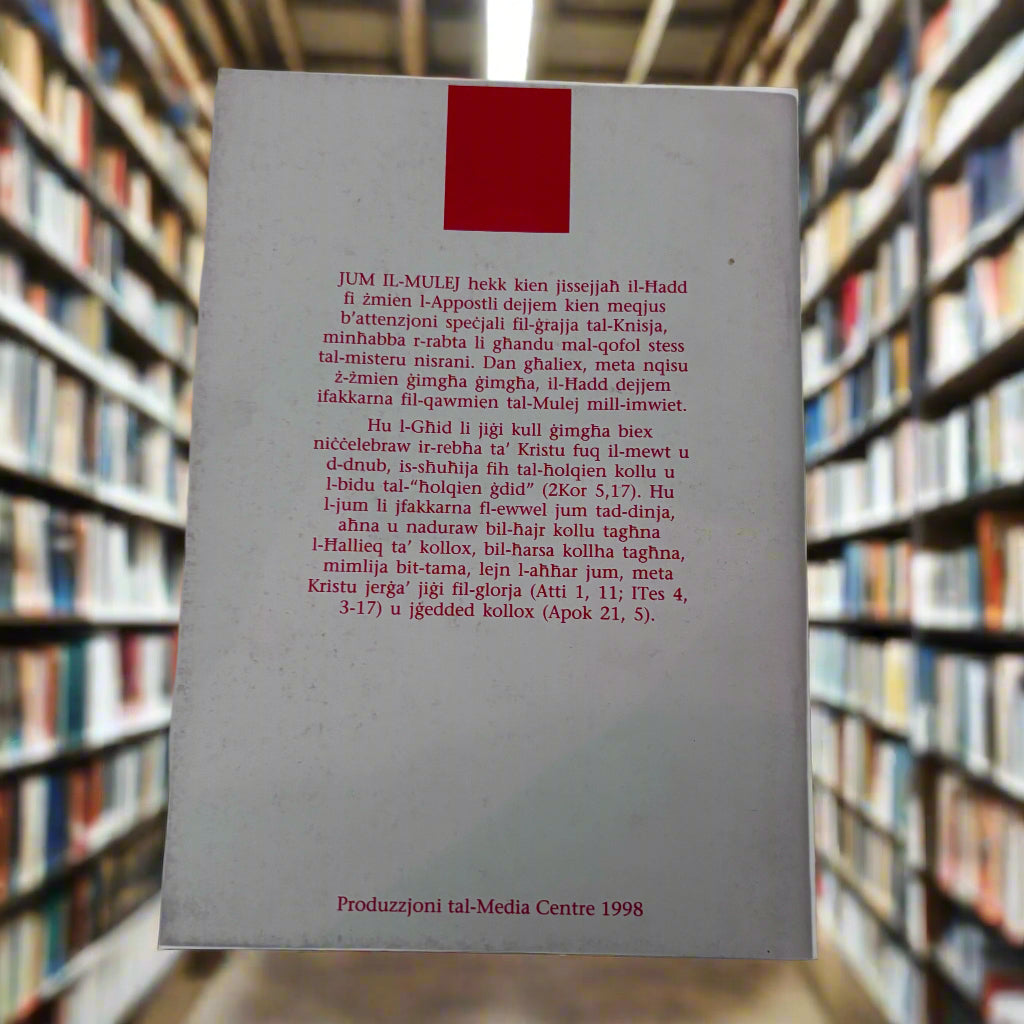 JUM IL-MULEJ hekk kien jissejjaħ il-Ħadd
fi żmien l-Appostli dejjem kien meqjus
b'attenzjoni speċjali fil-ġrajja tal-Knisja,
minħabba r-rabta li għandu mal-qofol stess
tal-misteru nisrani. Dan għaliex, meta nqisu
ż-żmien ġimgħa ġimgħa, il-Ħadd dejjem
ifakkarna fil-qawmien tal-Mulej mill-imwiet.
Hu l-Għid li jiġi kull ġimgħa biex
niċċelebraw ir-rebħa ta' Kristu fuq il-mewt u
d-dnub, is-sħuħija fih tal-ħolqien kollu u
l-bidu tal-“ħolqien ġdid” (2Kor 5,17). Hu
l-jum li jfakkarna fl-ewwel jum tad-dinja,
aħna u naduraw bil-ħajr kollu tagħna
l-Ħallieq ta' kollox, bil-ħarsa kollha tagħna,
mimlija bit-tama, lejn l-aħħar jum, meta
Kristu jerġa' jiġi fil-glorja (Atti 1, 11; ITes 4,
3-17) u jġedded kollox (Apok 21, 5).
Produzzjoni tal-Media Centre 1998